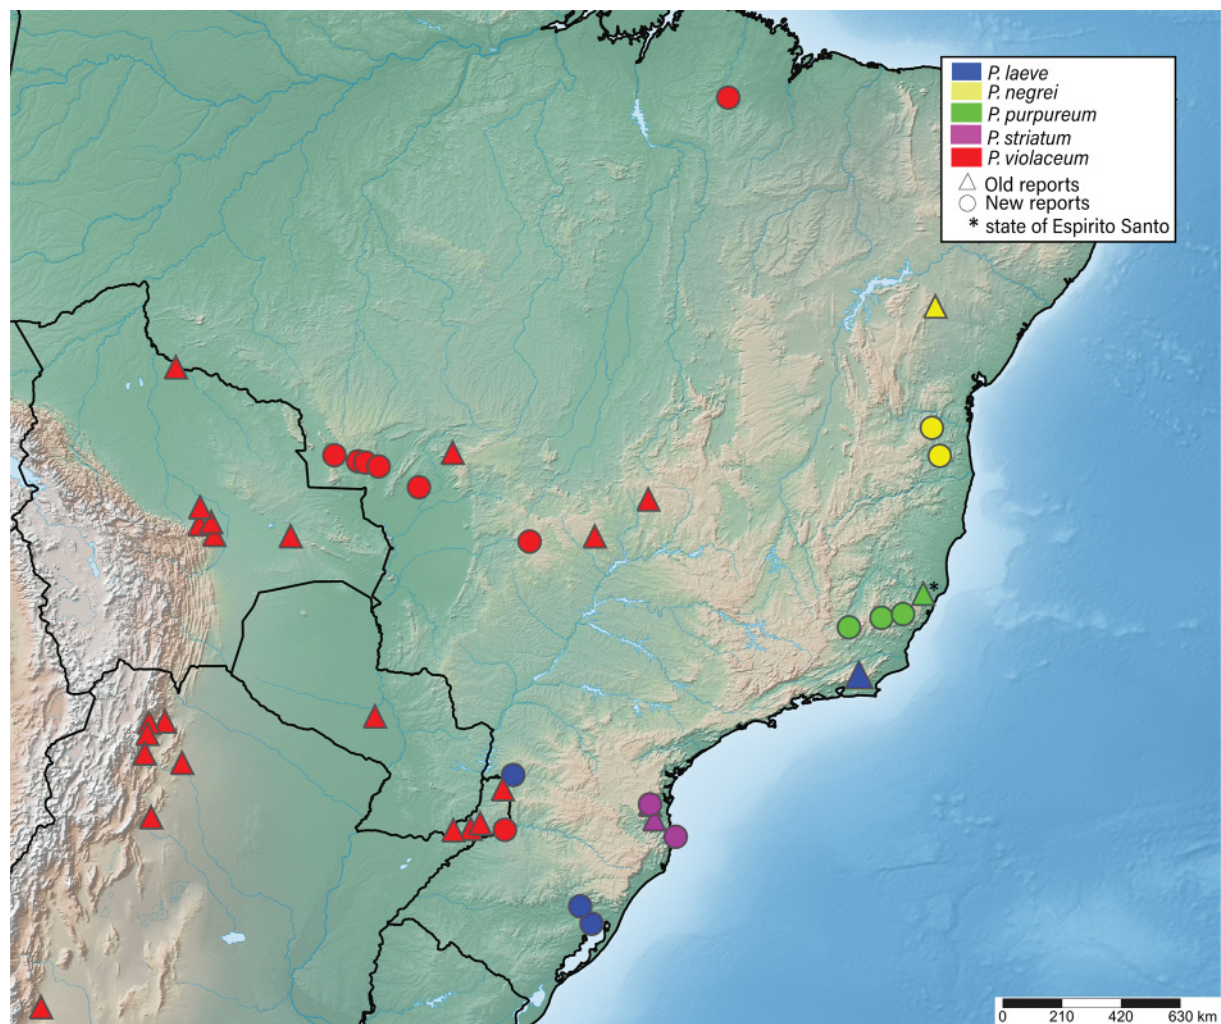 P. laeve
P. negrei
P. purpureum
P. striatum
P. violaceum
Old reports
New reports
* state of Espirito Santo
*
0 210 420 630 km